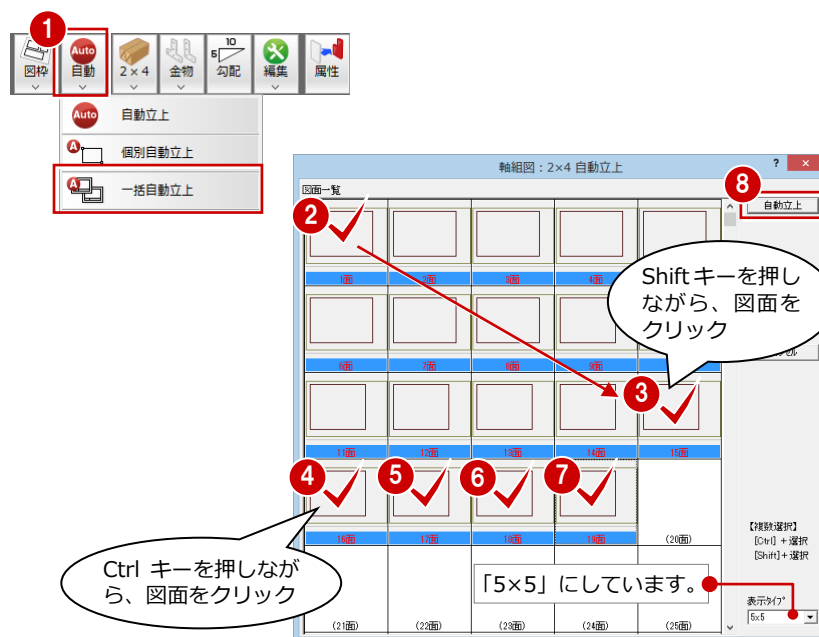 1
図枠 自動 2×4 金物 勾配 編集 属性
Auto
10
5
Auto 自動立上
A 個別自動立上
A 一括自動立上
軸組図：2×4 自動立上 ? ×
図面一覧
8
自動立上
2
1面 2面 3面 4面
Shift キーを押し
ながら、図面を
クリック
6面 7面 8面 9面
3
11面 12面 13面 14面 15面
4 5 6 7
16面 17面 18面 19面 (20面)
【複数選択】
[Ctrl] + 選択
[Shift]+ 選択
Ctrl キーを押しなが
ら、図面をクリック
「5×5」にしています。
表示ﾀｲﾌﾟ
5x5
(21面) (22面) (23面) (24面) (25面)